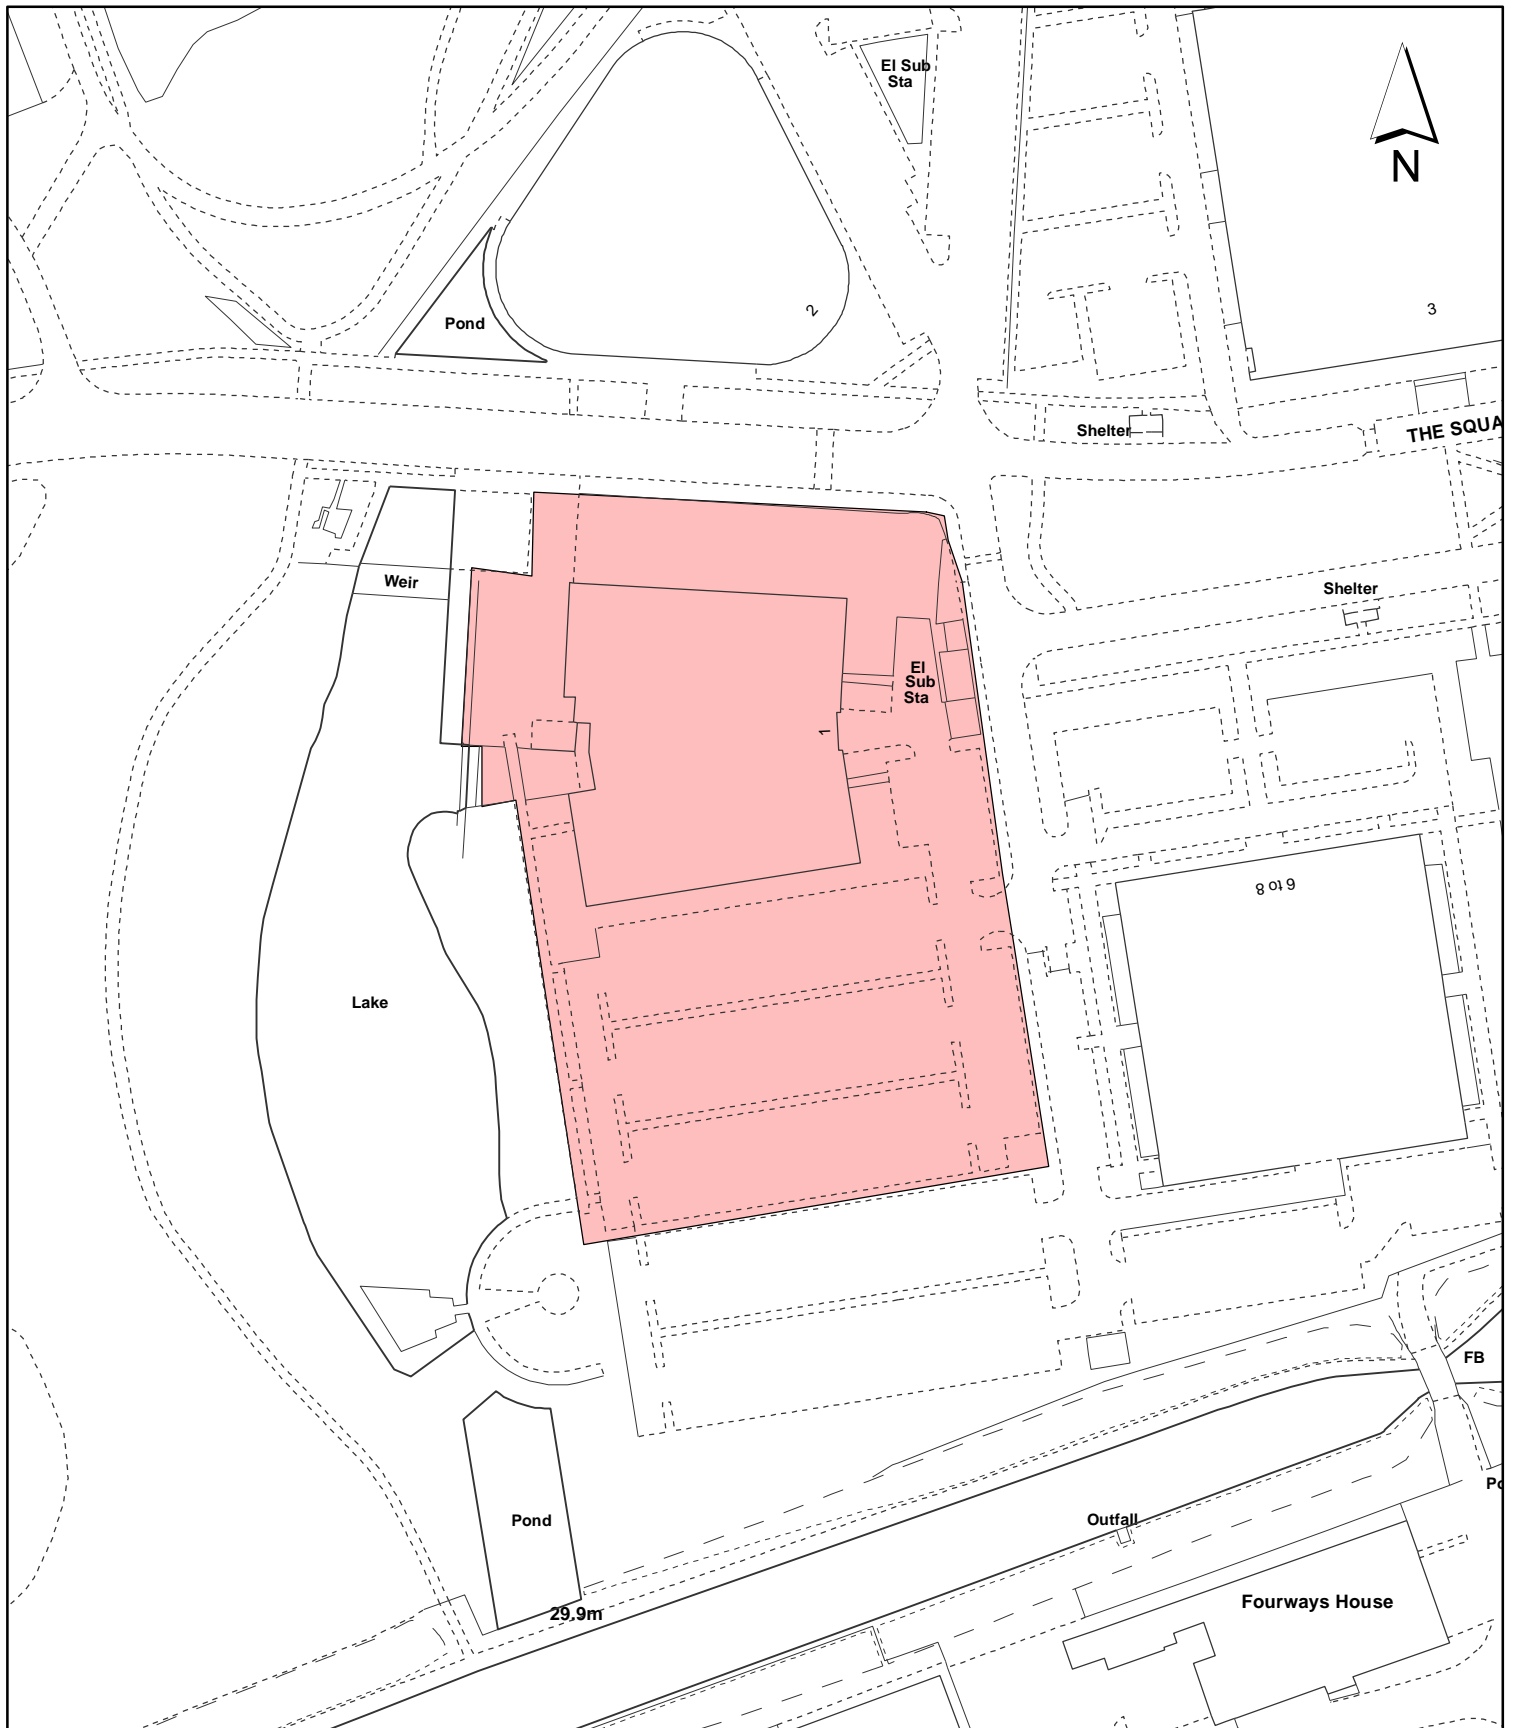 El Sub
Sta
N
2
3
Pond
Shelter
THE SQUA
Weir
Shelter
El
Sub
Sta
1
6 to 8
Lake
FB
Po
Pond
Outfall
29.9m
Fourways House